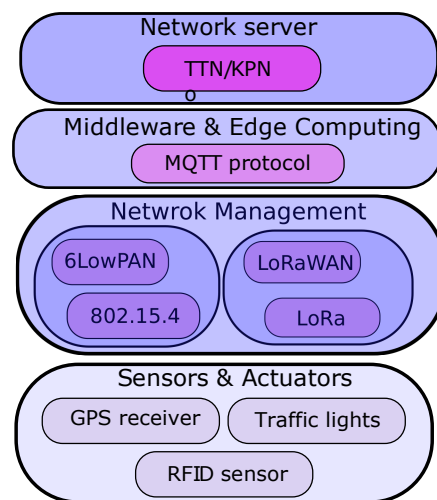 Network server
TTN/KPN
o
Middleware & Edge Computing
MQTT protocol
Netwrok Management
6LowPAN
LoRaWAN
802.15.4
LoRa
Sensors & Actuators
GPS receiver
Traffic lights
RFID sensor